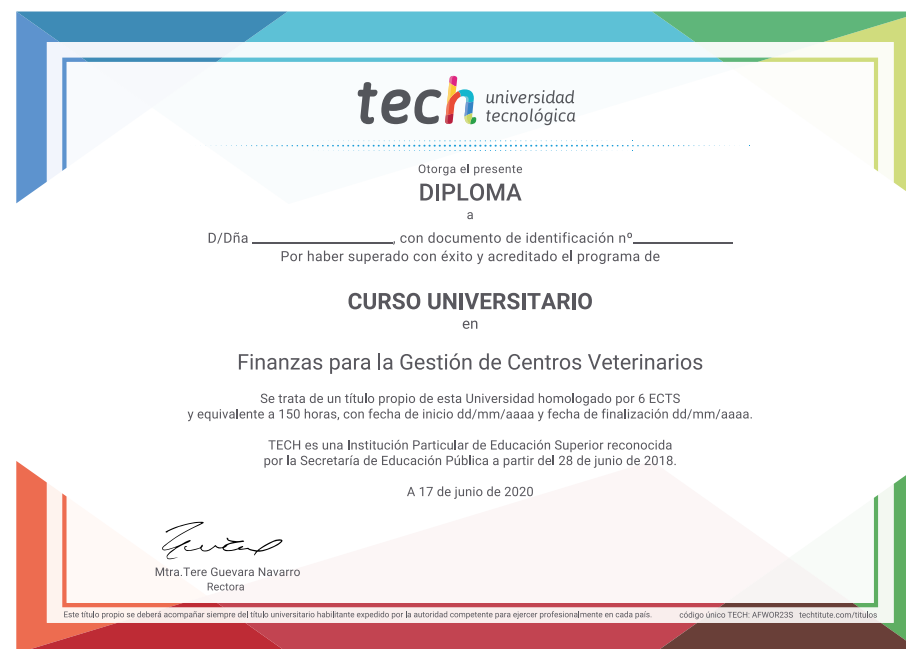 tech universidad
tecnológica
Otorga el presente
DIPLOMA
a
D/Dña ____________________, con documento de identificación nº______________
Por haber superado con éxito y acreditado el programa de
CURSO UNIVERSITARIO
en
Finanzas para la Gestión de Centros Veterinarios
Se trata de un título propio de esta Universidad homologado por 6 ECTS
y equivalente a 150 horas, con fecha de inicio dd/mm/aaaa y fecha de finalización dd/mm/aaaa.
TECH es una Institución Particular de Educación Superior reconocida
por la Secretaría de Educación Pública a partir del 28 de junio de 2018.
A 17 de junio de 2020
Mtra.Tere Guevara Navarro
Rectora
Este título propio se deberá acompañar siempre del título universitario habilitante expedido por la autoridad competente para ejercer profesionalmente en cada país. código único TECH: AFWOR23S techtitute.com/titulos